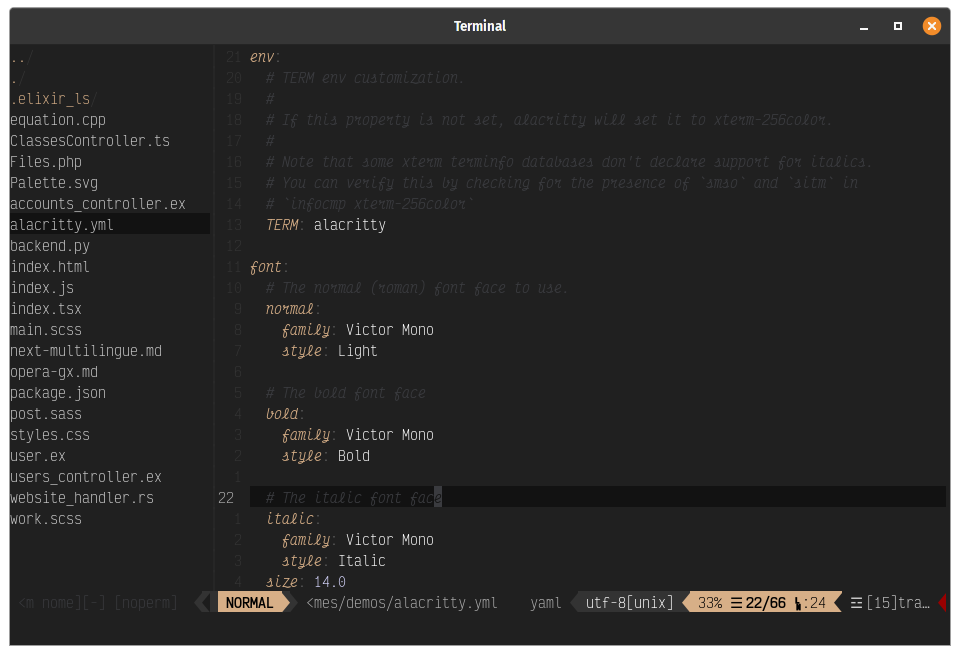 Terminal
../
./
.elixir_ls/
equation.cpp
ClassesController.ts
Files.php
Palette.svg
accounts_controller.ex
alacritty.yml
backend.py
index.html
index.js
index.tsx
main.scss
next-multilingue.md
opera-gx.md
package.json
post.sass
styles.css
user.ex
users_controller.ex
website_handler.rs
work.scss
<m nome][-] [noperm]
21 env:
20 # TERM env customization.
19 #
18 # If this property is not set, alacritty will set it to xterm-256color.
17 #
16 # Note that some xterm terminfo databases don't declare support for italics.
15 # You can verify this by checking for the presence of `smso` and `sitm` in
14 # `infocmp xterm-256color`
13 TERM: alacritty
12
11 font:
10 # The normal (roman) font face to use.
9 normal:
8 family: Victor Mono
7 style: Light
6
5 # The bold font face
4 bold:
3 family: Victor Mono
2 style: Bold
1
22 # The italic font face
1 italic:
2 family: Victor Mono
3 style: Italic
4 size: 14.0
NORMAL <mes/demos/alacritty.yml yaml utf-8[unix] 33% ☰ 22/66 :24 ☲ [15]tra…